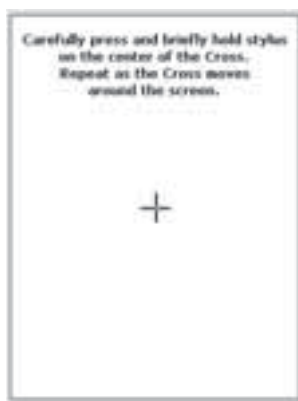 Carefully press and briefly hold stylus
on the center of the Cross.
Repeat as the Cross moves
around the screen.